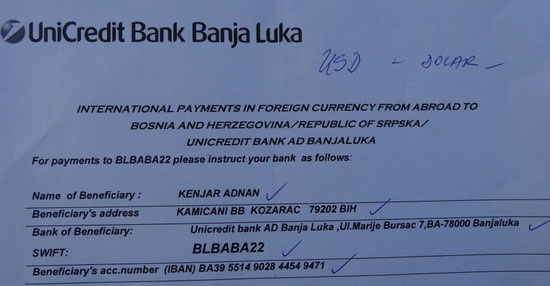 UniCredit Bank Banja Luka
USD - DOLAR -
INTERNATIONAL PAYMENTS IN FOREIGN CURRENCY FROM ABROAD TO
BOSNIA AND HERZEGOVINA/REPUBLIC OF SRPSKA/
UNICREDIT BANK AD BANJALUKA
For payments to BLBABA22 please instruct your bank as follows:
Name of Beneficiary : KENJAR ADNAN
Beneficiary's address KAMICANI BB KOZARAC 79202 BIH
Bank of Beneficiary: Unicredit bank AD Banja Luka ,Ul.Marije Bursac 7,BA-78000 Banjaluka
SWIFT: BLBABA22
Beneficiary's acc.number (IBAN) BA39 5514 9028 4454 9471